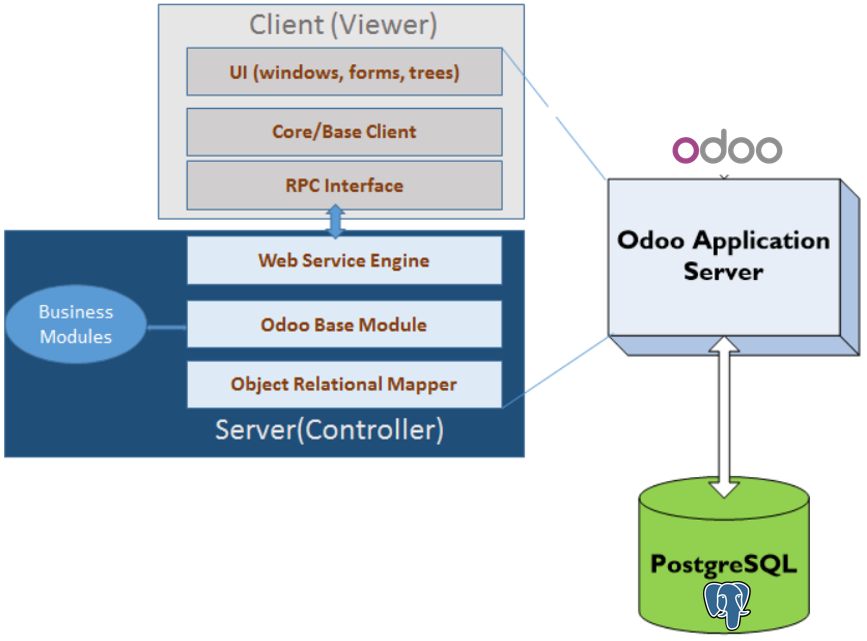 Client (Viewer)
UI (windows, forms, trees)
Core/Base Client
RPC Interface
Web Service Engine
Business
Modules
Odoo Base Module
Object Relational Mapper
Server(Controller)
odoo
Odoo Application
Server
PostgreSQL